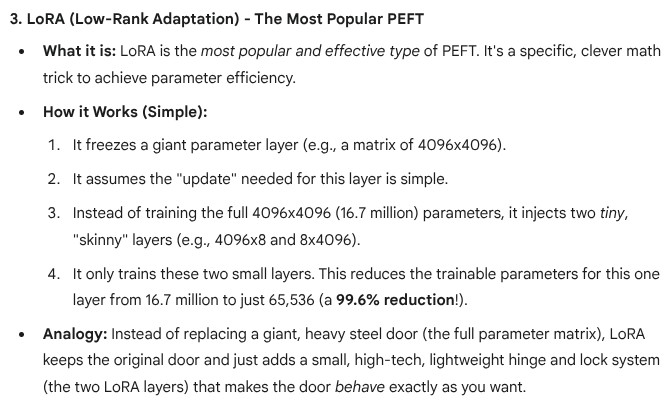 3. LoRA (Low-Rank Adaptation) - The Most Popular PEFT
• What it is: LoRA is the most popular and effective type of PEFT. It's a specific, clever math
trick to achieve parameter efficiency.
• How it Works (Simple):
1. It freezes a giant parameter layer (e.g., a matrix of 4096x4096).
2. It assumes the "update" needed for this layer is simple.
3. Instead of training the full 4096x4096 (16.7 million) parameters, it injects two tiny,
"skinny" layers (e.g., 4096x8 and 8x4096).
4. It only trains these two small layers. This reduces the trainable parameters for this one
layer from 16.7 million to just 65,536 (a 99.6% reduction!).
• Analogy: Instead of replacing a giant, heavy steel door (the full parameter matrix), LoRA
keeps the original door and just adds a small, high-tech, lightweight hinge and lock system
(the two LoRA layers) that makes the door behave exactly as you want.